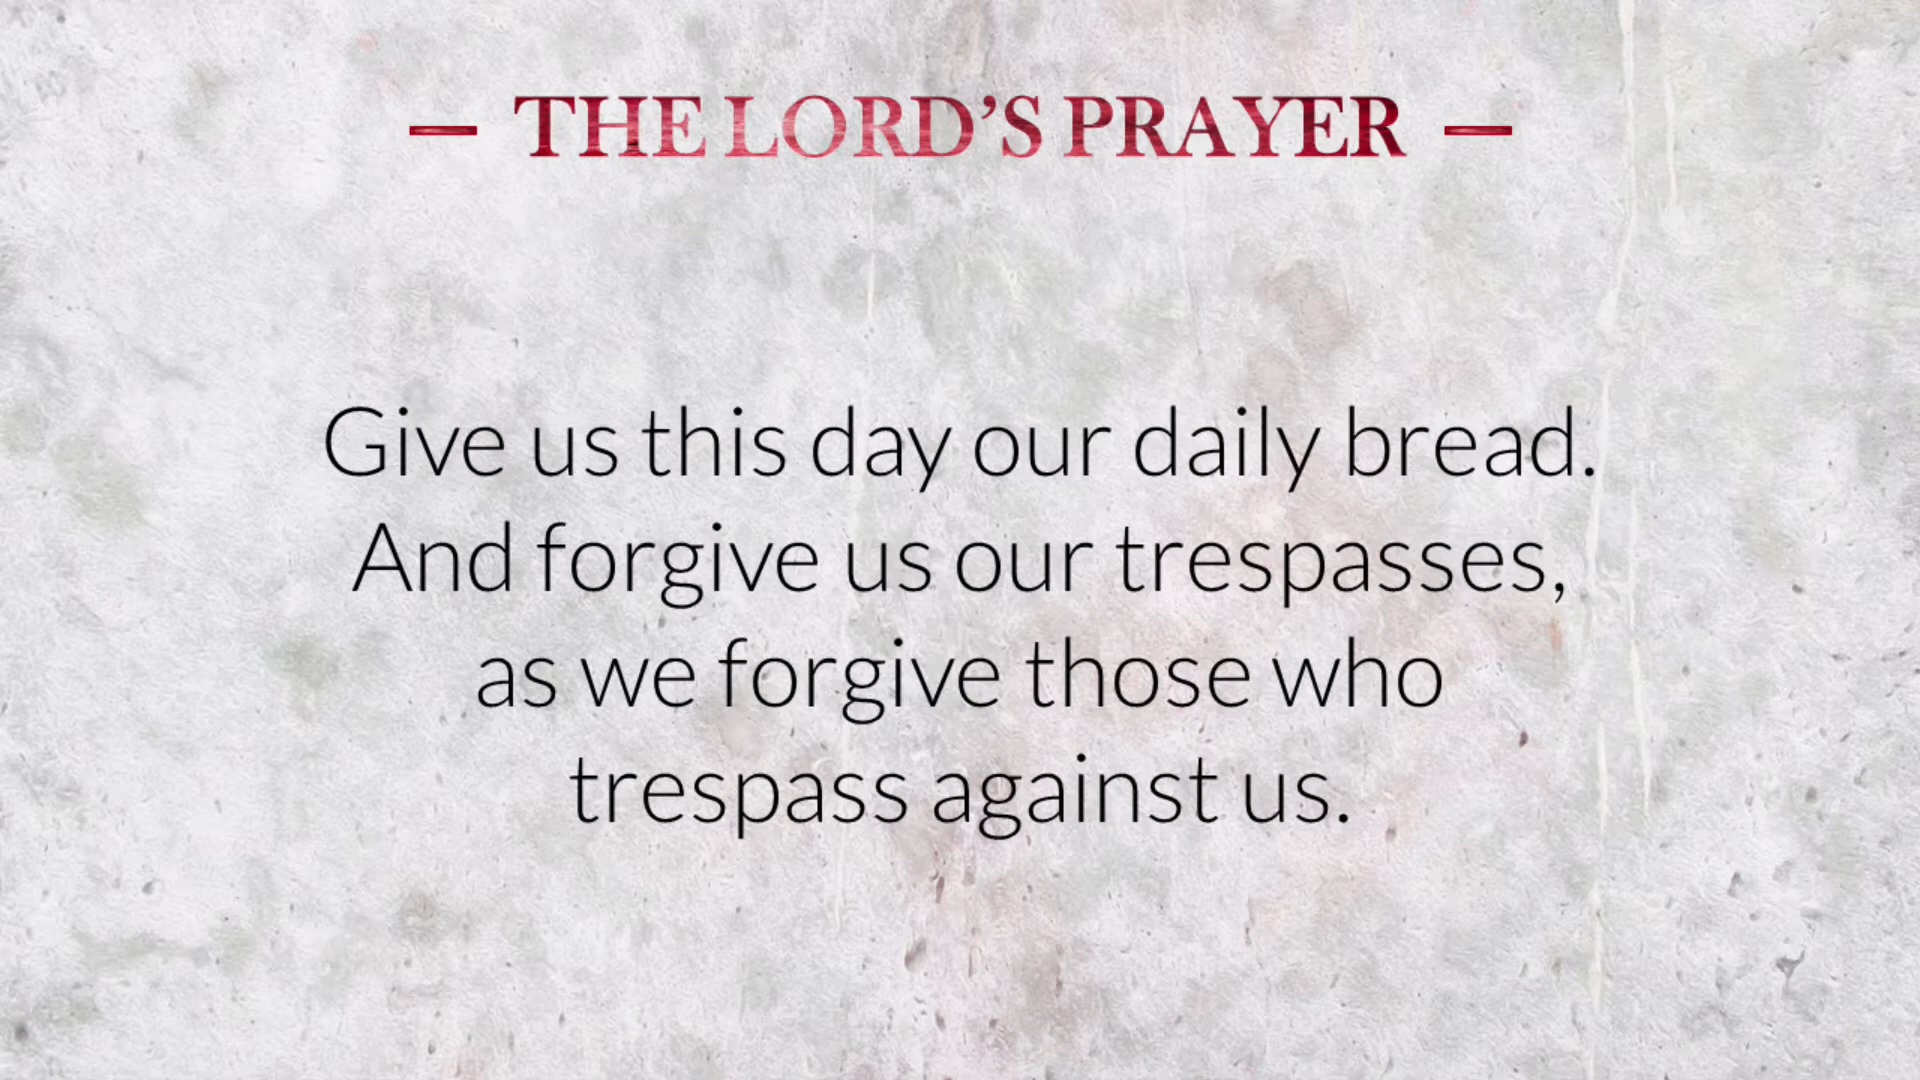 — THE LORD’S PRAYER —
Give us this day our daily bread.
And forgive us our trespasses,
as we forgive those who
trespass against us.